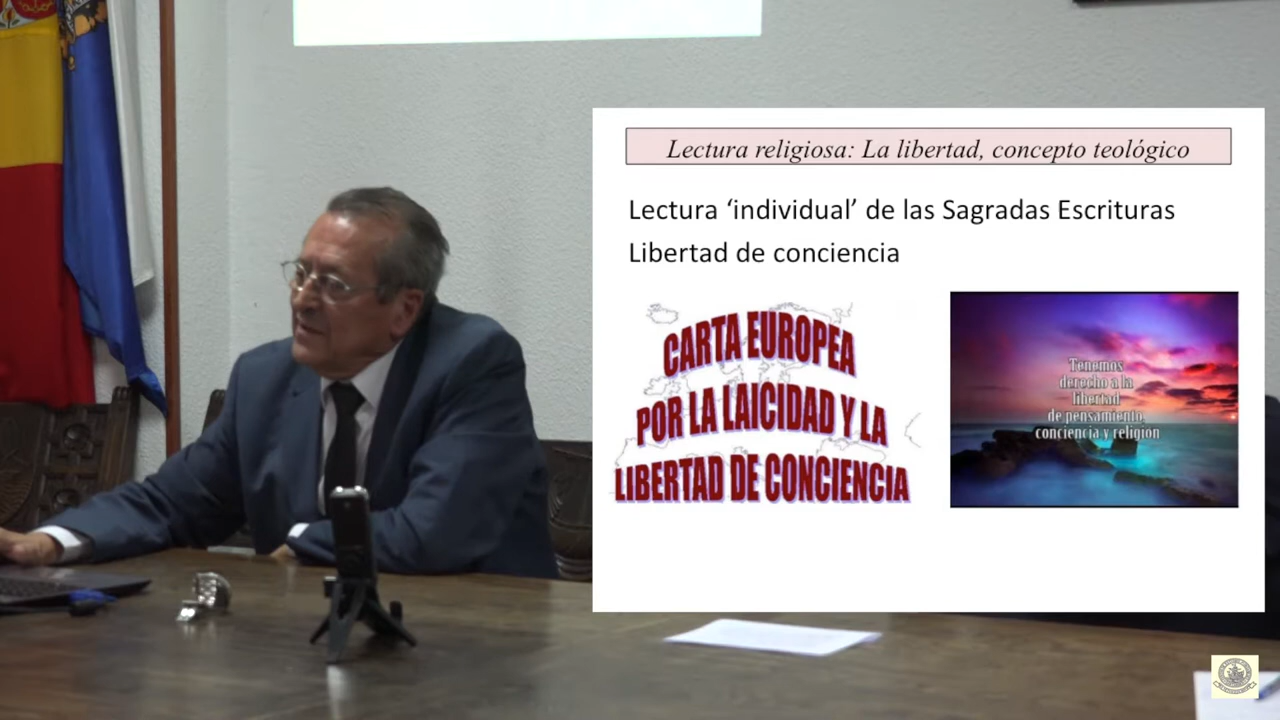 Lectura religiosa: La libertad, concepto teológico
Lectura ‘individual’ de las Sagradas Escrituras
Libertad de conciencia
CARTA EUROPEA
POR LA LAICIDAD Y LA
LIBERTAD DE CONCIENCIA
Tenemos
derecho a la
libertad
de pensamiento,
conciencia y religión